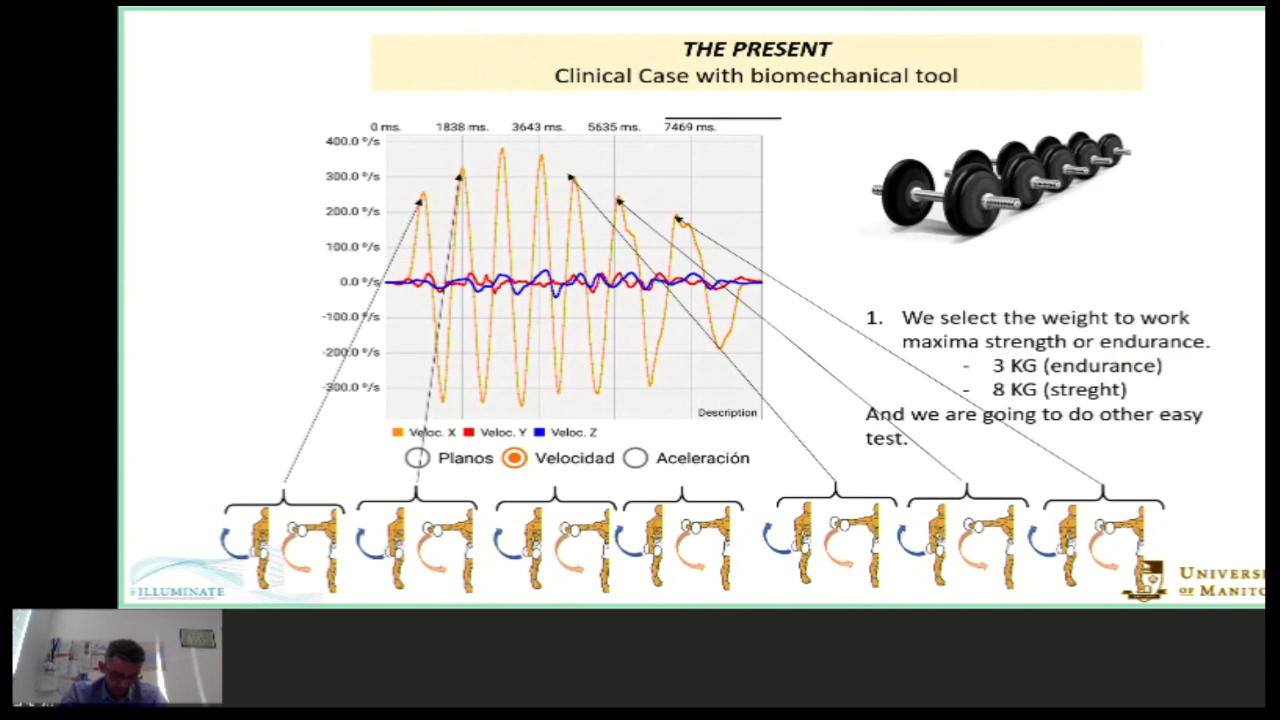 THE PRESENT
Clinical Case with biomechanical tool
0 ms. 1838 ms. 3643 ms. 5635 ms. 7469 ms.
400.0 º/s
300.0 º/s
200.0 º/s
100.0 º/s
0.0 º/s
-100.0 º/s
-200.0 º/s
-300.0 º/s
Description
Veloc. X Veloc. Y Veloc. Z
Planos Velocidad Aceleración
1. We select the weight to work
maxima strength or endurance.
- 3 KG (endurance)
- 8 KG (streght)
And we are going to do other easy
test.
ILLUMINATE
UNIVERSI
OF MANITO